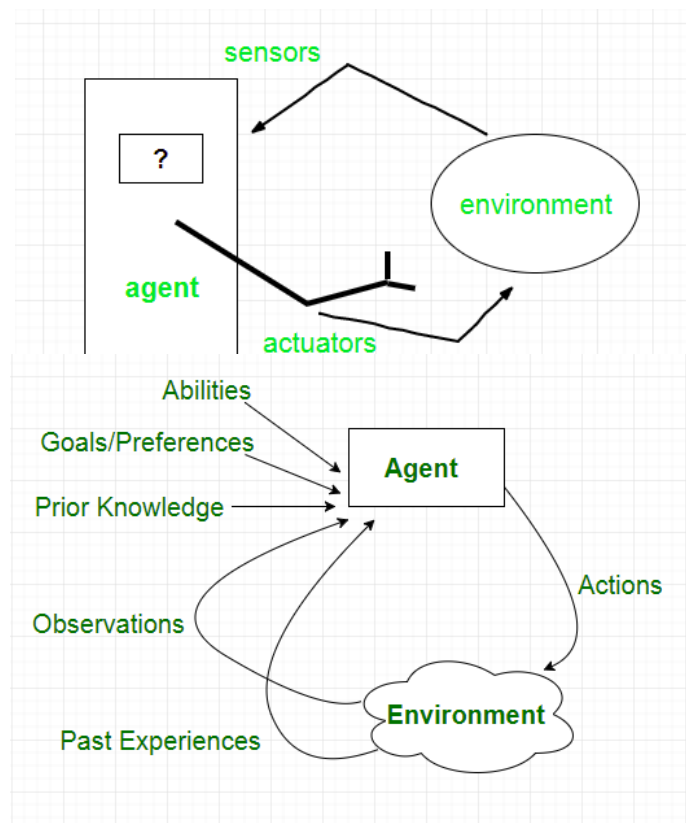 sensors
?
environment
agent
actuators
Abilities
Goals/Preferences
Agent
Prior Knowledge
Actions
Observations
Environment
Past Experiences